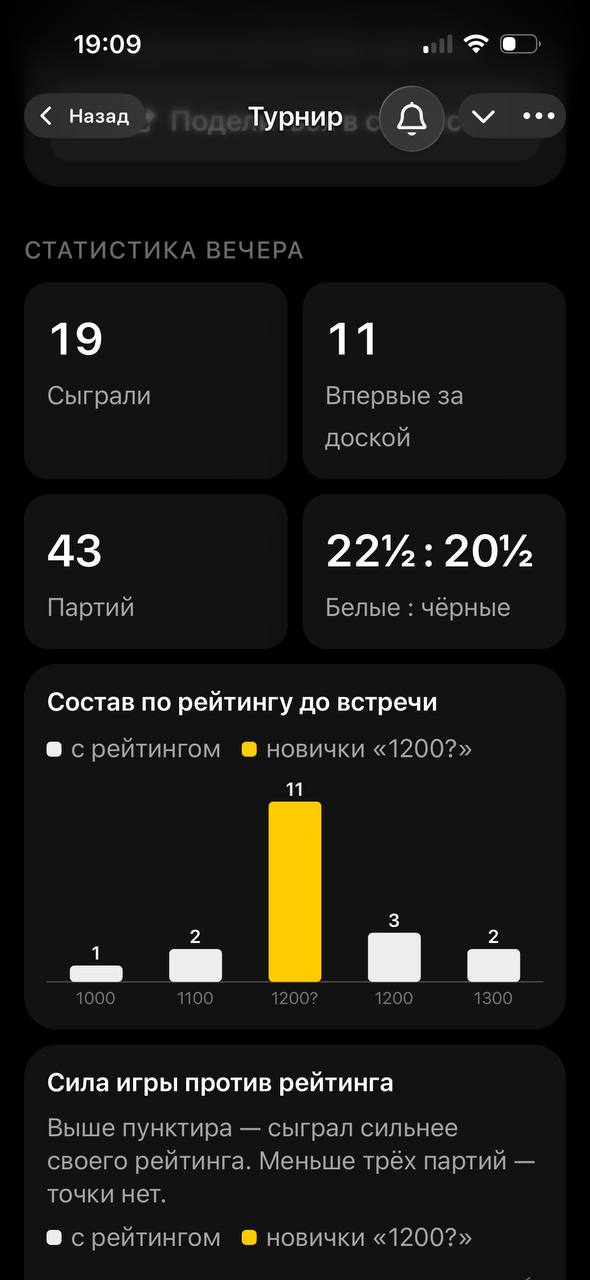 19:09
Назад
Турнир
СТАТИСТИКА ВЕЧЕРА
19
11
Сыграли
Впервые за
доской
43
22½ : 20½
Партий
Белые : чёрные
Состав по рейтингу до встречи
с рейтингом новички «1200?»
11
3
2
2
1
1000 1100 1200? 1200 1300
Сила игры против рейтинга
Выше пунктира — сыграл сильнее
своего рейтинга. Меньше трёх партий —
точки нет.
с рейтингом новички «1200?»